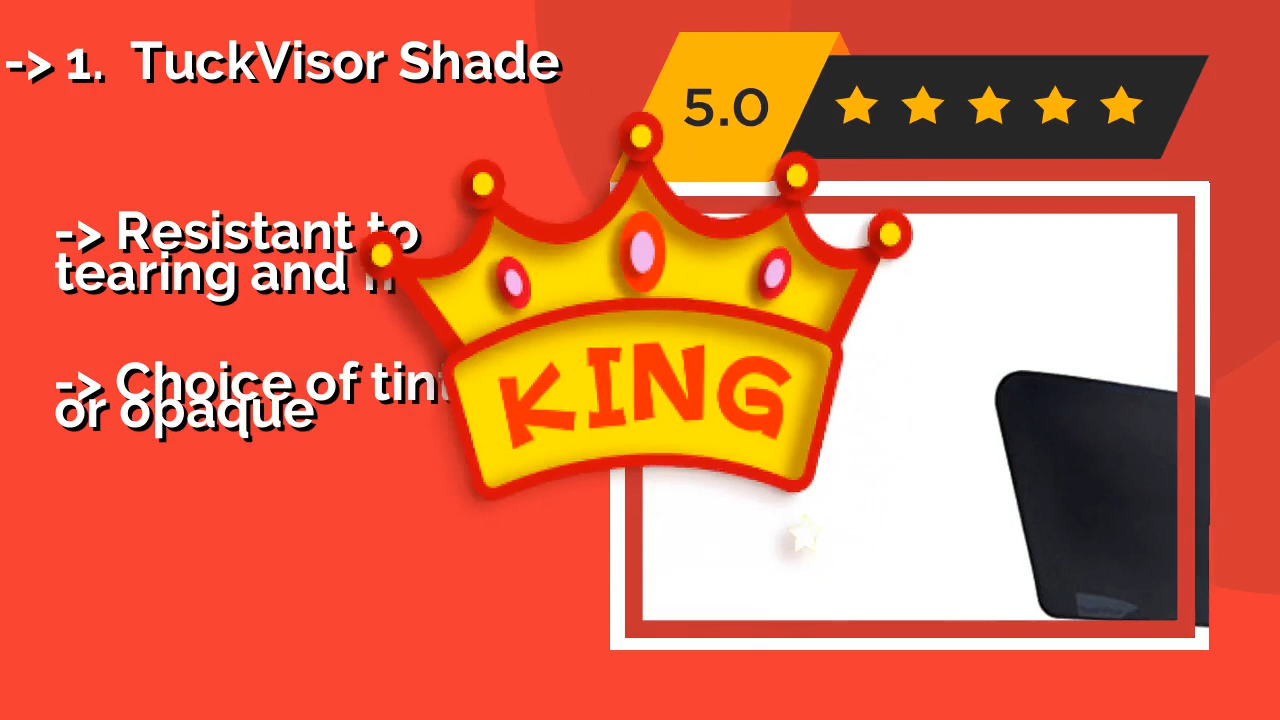 -> 1. TuckVisor Shade
5.0
-> Resistant to
tearing and
-> Choice of tint
or opaque
KING